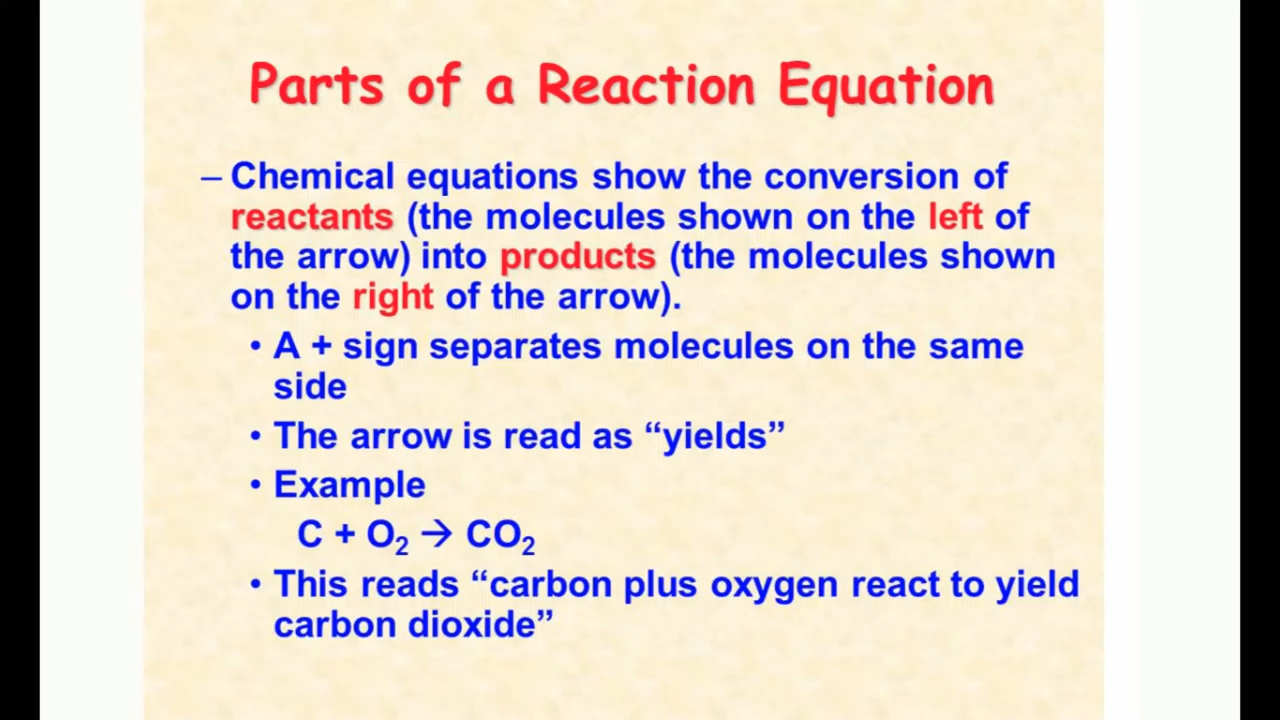 Parts of a Reaction Equation
– Chemical equations show the conversion of
reactants (the molecules shown on the left of
the arrow) into products (the molecules shown
on the right of the arrow).
• A + sign separates molecules on the same
side
• The arrow is read as “yields”
• Example
C + O₂ → CO₂
• This reads “carbon plus oxygen react to yield
carbon dioxide”